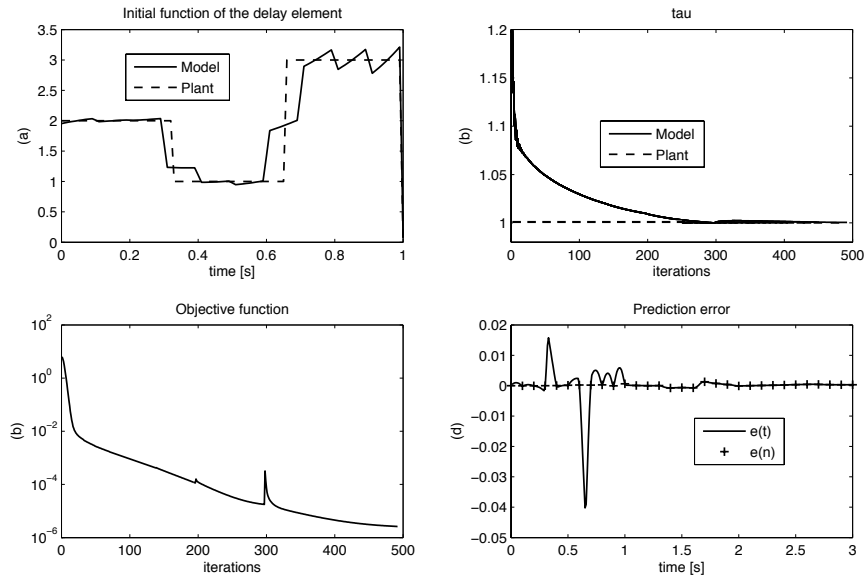 Initial function of the delay element
3.5
3
2.5
2
1.5
1
0.5
0
(a)
Model
Plant
0 0.2 0.4 0.6 0.8 1
time [s]
tau
1.2
1.15
1.1
1.05
1
(b)
Model
Plant
0 100 200 300 400 500
iterations
Objective function
10^2
10^0
10^−2
10^−4
10^−6
(b)
0 100 200 300 400 500
iterations
Prediction error
0.02
0.01
0
−0.01
−0.02
−0.03
−0.04
−0.05
(d)
e(t)
e(n)
0 0.5 1 1.5 2 2.5 3
time [s]